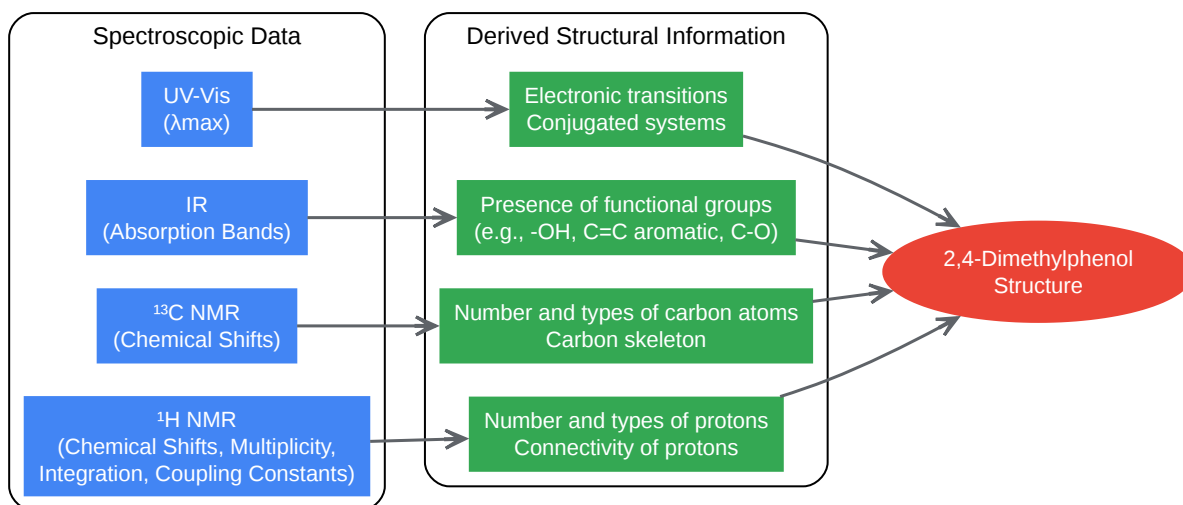 Spectroscopic Data
Derived Structural Information
UV-Vis
(λmax)
Electronic transitions
Conjugated systems
IR
(Absorption Bands)
Presence of functional groups
(e.g., -OH, C=C aromatic, C-O)
2,4-Dimethylphenol
Structure
¹³C NMR
(Chemical Shifts)
Number and types of carbon atoms
Carbon skeleton
¹H NMR
(Chemical Shifts, Multiplicity,
Integration, Coupling Constants)
Number and types of protons
Connectivity of protons